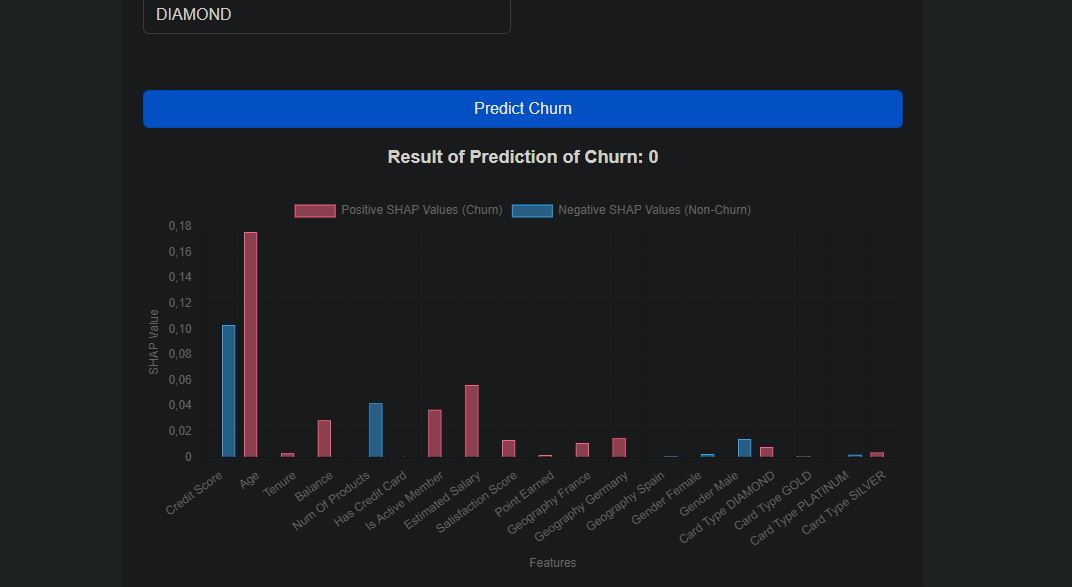 DIAMOND
Predict Churn
Result of Prediction of Churn: 0
Positive SHAP Values (Churn)
Negative SHAP Values (Non-Churn)
0,18
0,16
0,14
0,12
0,10
0,08
0,06
0,04
0,02
0
SHAP Value
Credit Score
Age
Tenure
Balance
Num Of Products
Has Credit Card
Is Active Member
Estimated Salary
Satisfaction Score
Point Earned
Geography France
Geography Germany
Geography Spain
Gender Female
Gender Male
Card Type DIAMOND
Card Type GOLD
Card Type PLATINUM
Card Type SILVER
Features